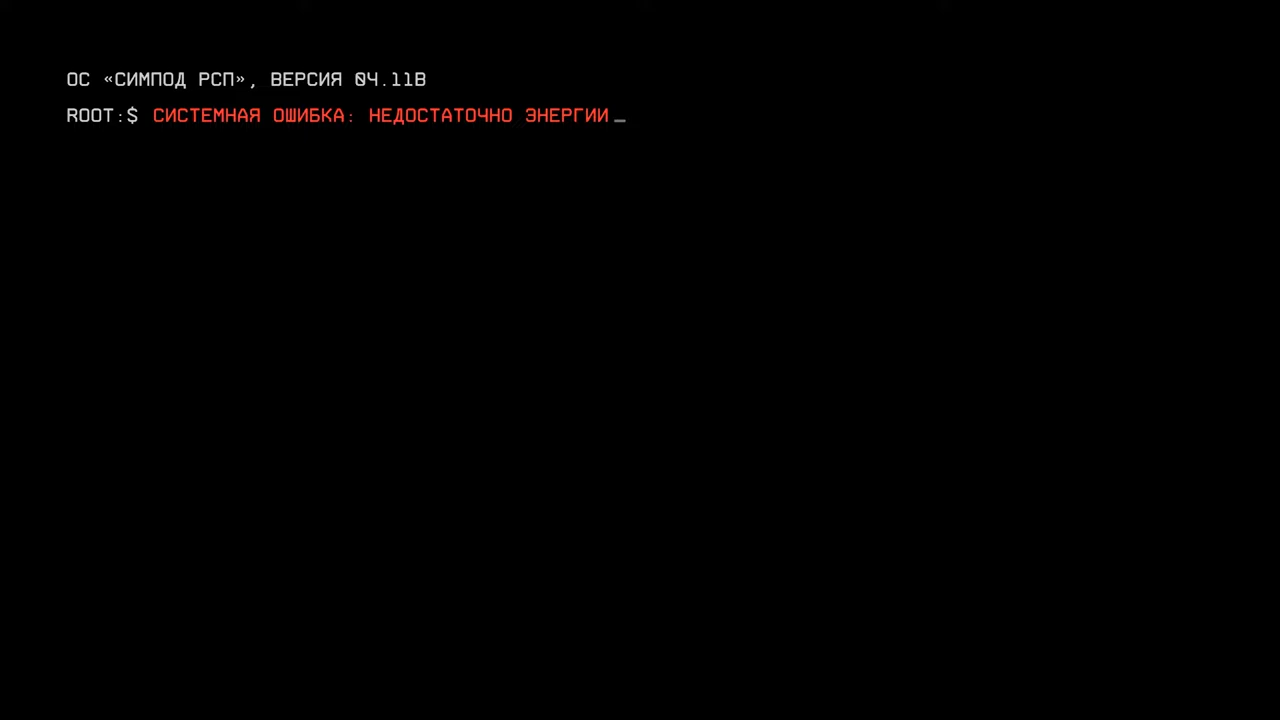 ОС «СИМПОД РСП», ВЕРСИЯ 04.11В
ROOT:$ СИСТЕМНАЯ ОШИБКА: НЕДОСТАТОЧНО ЭНЕРГИИ_